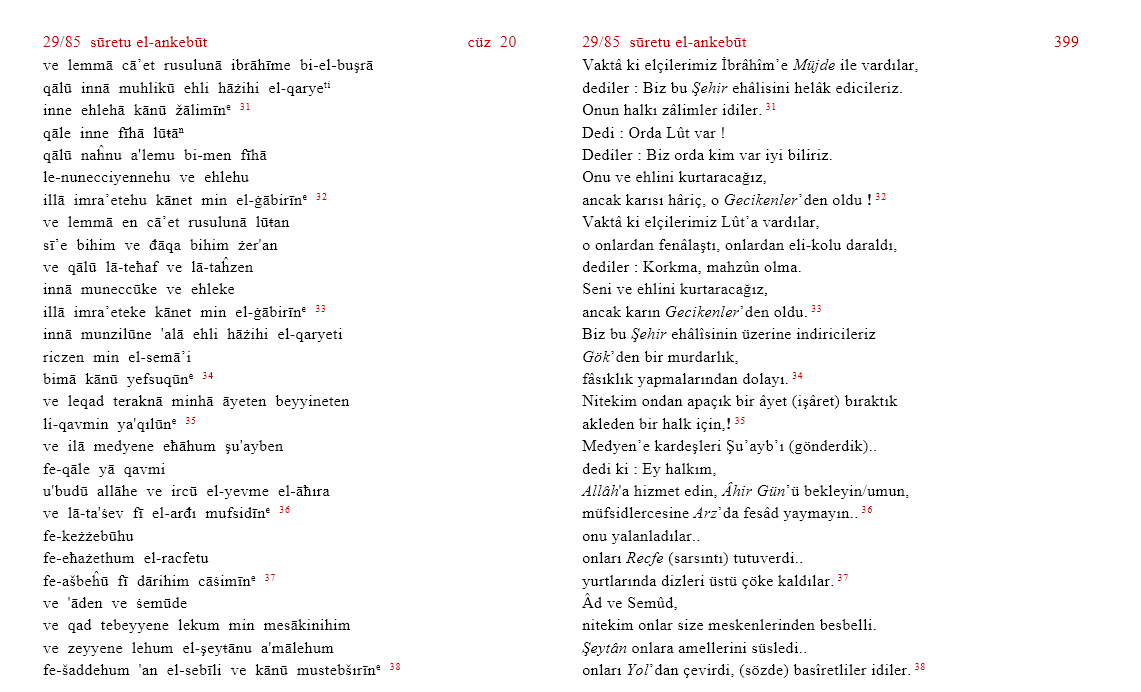 29/85 sūretu el-ankebūt cüz 20
ve lemmā cā’et rusulunā ibrāhīme bi-el-buşrā
qālū innā muhlikū ehli hāżihi el-qaryeᵗⁱ
inne ehlehā kānū žālimīnᵉ ³¹
qāle inne fīhā lūŧāⁿ
qālū naĥnu a'lemu bi-men fīhā
le-nunecciyennehu ve ehlehu
illā imra’etehu kānet min el-ġābirīnᵉ ³²
ve lemmā en cā’et rusulunā lūŧan
sī’e bihim ve đāqa bihim żer'an
ve qālū lā-teħaf ve lā-taĥzen
innā muneccūke ve ehleke
illā imra’eteke kānet min el-ġābirīnᵉ ³³
innā munzilūne 'alā ehli hāżihi el-qaryeti
riczen min el-semā’i
bimā kānū yefsuqūnᵉ ³⁴
ve leqad teraknā minhā āyeten beyyineten
li-qavmin ya'qılūnᵉ ³⁵
ve ilā medyene eħāhum şu'ayben
fe-qāle yā qavmi
u'budū allāhe ve ircū el-yevme el-āħıra
ve lā-ta'śev fī el-arđı mufsidīnᵉ ³⁶
fe-keżżebūhu
fe-eħażethum el-racfetu
fe-ašbeĥū fī dārihim cāśimīnᵉ ³⁷
ve 'āden ve śemūde
ve qad tebeyyene lekum min mesākinihim
ve zeyyene lehum el-şeyŧānu a'mālehum
fe-šaddehum 'an el-sebīli ve kānū mustebšırīnᵉ ³⁸
29/85 sūretu el-ankebūt 399
Vaktâ ki elçilerimiz İbrâhîm’e Müjde ile vardılar,
dediler : Biz bu Şehir ehâlisini helâk edicileriz.
Onun halkı zâlimler idiler. ³¹
Dedi : Orda Lût var !
Dediler : Biz orda kim var iyi biliriz.
Onu ve ehlini kurtaracağız,
ancak karısı hâriç, o Gecikenler’den oldu ! ³²
Vaktâ ki elçilerimiz Lût’a vardılar,
o onlardan fenâlaştı, onlardan eli-kolu daraldı,
dediler : Korkma, mahzûn olma.
Seni ve ehlini kurtaracağız,
ancak karın Gecikenler’den oldu. ³³
Biz bu Şehir ehâlîsinin üzerine indiricileriz
Gök’den bir murdarlık,
fâsıklık yapmalarından dolayı. ³⁴
Nitekim ondan apaçık bir âyet (işâret) bıraktık
akleden bir halk için,! ³⁵
Medyen’e kardeşleri Şu’ayb’ı (gönderdik)..
dedi ki : Ey halkım,
Allâh'a hizmet edin, Âhir Gün’ü bekleyin/umun,
müfsidlercesine Arz’da fesâd yaymayın.. ³⁶
onu yalanladılar..
onları Recfe (sarsıntı) tutuverdi..
yurtlarında dizleri üstü çöke kaldılar. ³⁷
Âd ve Semûd,
nitekim onlar size meskenlerinden besbelli.
Şeytân onlara amellerini süsledi..
onları Yol’dan çevirdi, (sözde) basîretliler idiler. ³⁸